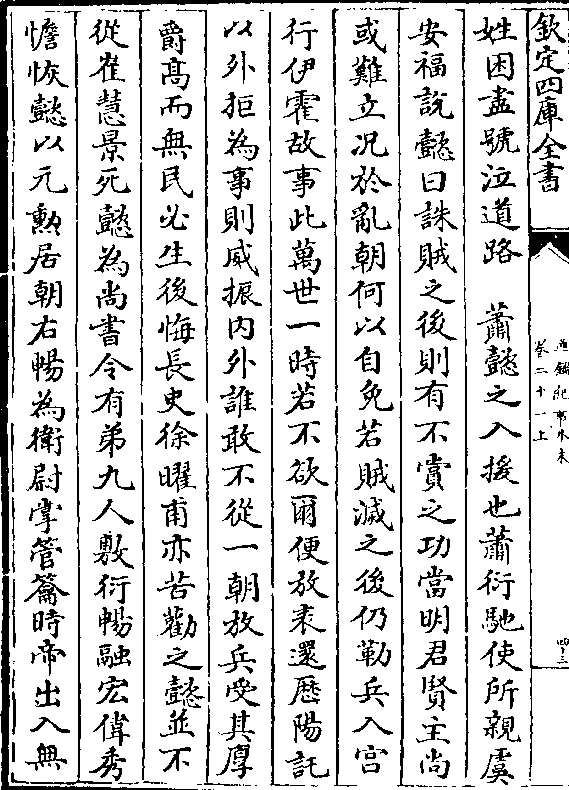 欽定四庫全書
通鑑紀事本末
卷二十一上
四十三
姓困盡號泣道路　蕭懿之入援也蕭衍馳使所親虞
安福說懿曰誅賊之後則有不賞之功當明君賢主尚
或難立况於亂朝何以自免若賊滅之後仍勒兵入宫
行伊霍故事此萬世一時若不欲爾便放表還歴陽託
以外拒為事則威振内外誰敢不從一朝放兵受其厚
爵髙而無民必生後悔長史徐曜甫亦苦勸之懿並不
從崔慧景死懿為尚書令有弟九人敷衍暢融宏偉秀
憺恢懿以元勲居朝右暢為衛尉掌管籥時帝出入無